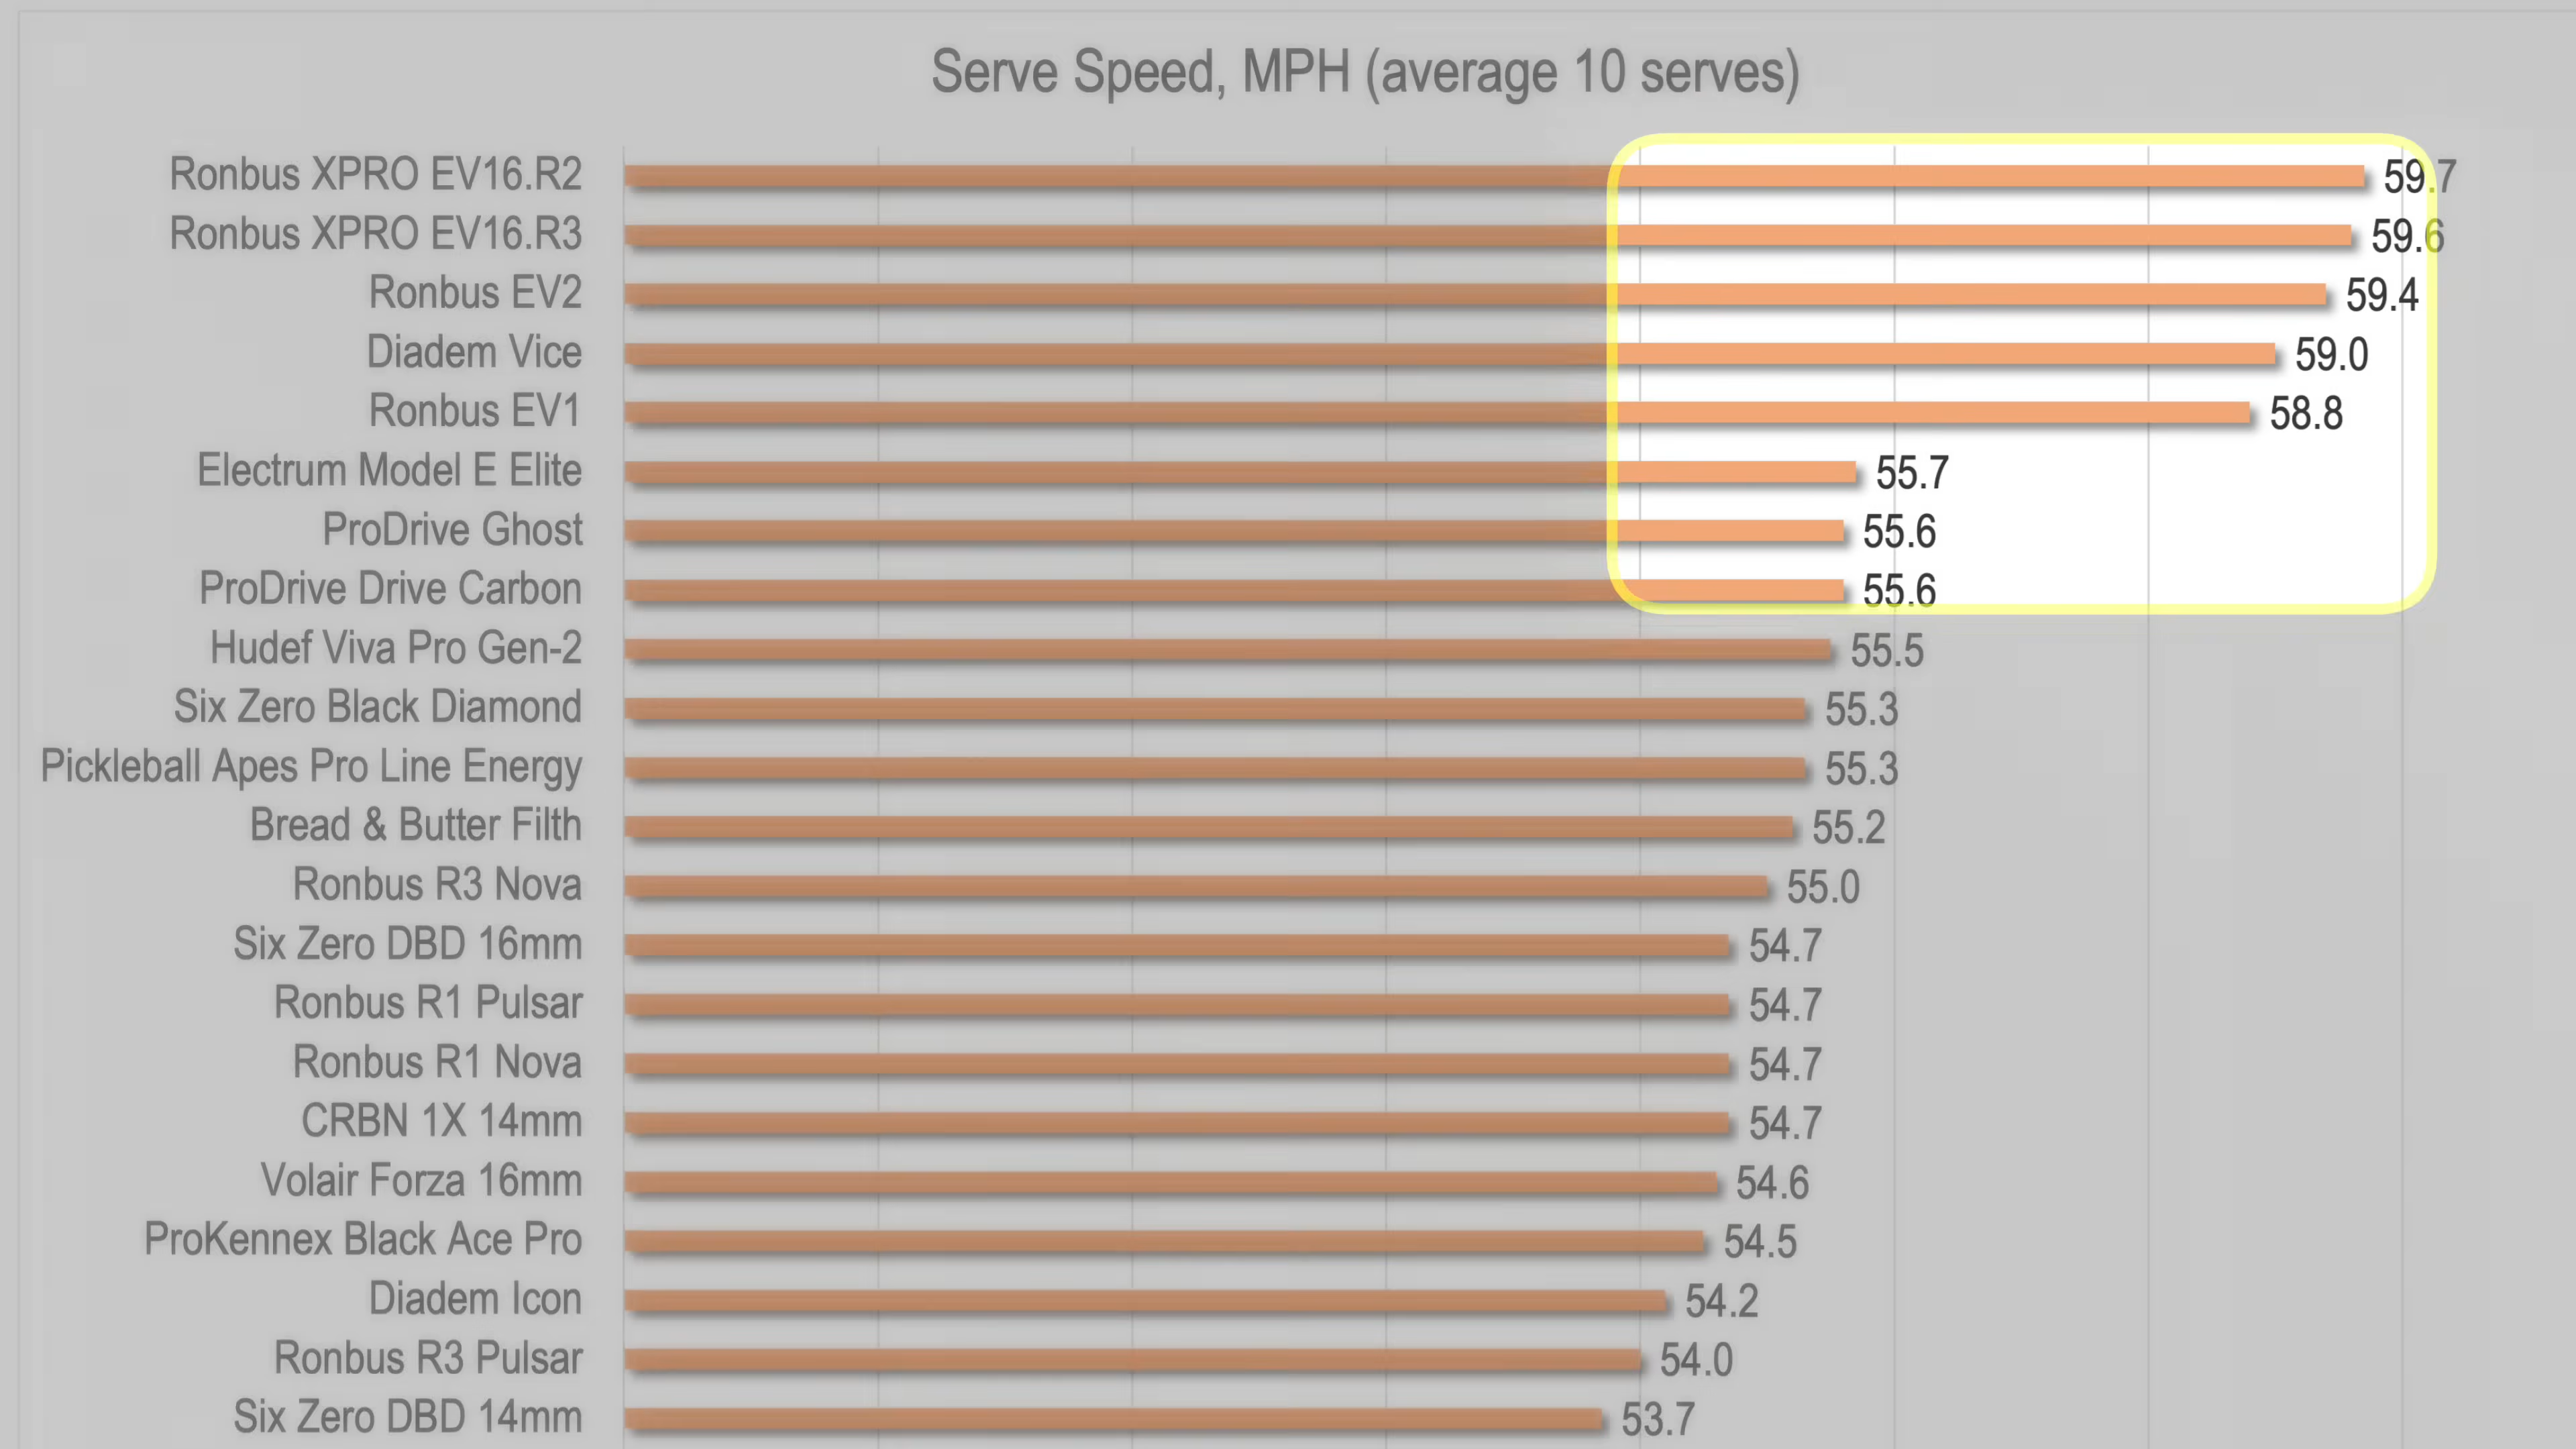 Serve Speed, MPH (average 10 serves)
Ronbus XPRO EV16.R2 59.7
Ronbus XPRO EV16.R3 59.6
Ronbus EV2 59.4
Diadem Vice 59.0
Ronbus EV1 58.8
Electrum Model E Elite 55.7
ProDrive Ghost 55.6
ProDrive Drive Carbon 55.6
Hudef Viva Pro Gen-2 55.5
Six Zero Black Diamond 55.3
Pickleball Apes Pro Line Energy 55.3
Bread & Butter Filth 55.2
Ronbus R3 Nova 55.0
Six Zero DBD 16mm 54.7
Ronbus R1 Pulsar 54.7
Ronbus R1 Nova 54.7
CRBN 1X 14mm 54.7
Volair Forza 16mm 54.6
ProKennex Black Ace Pro 54.5
Diadem Icon 54.2
Ronbus R3 Pulsar 54.0
Six Zero DBD 14mm 53.7